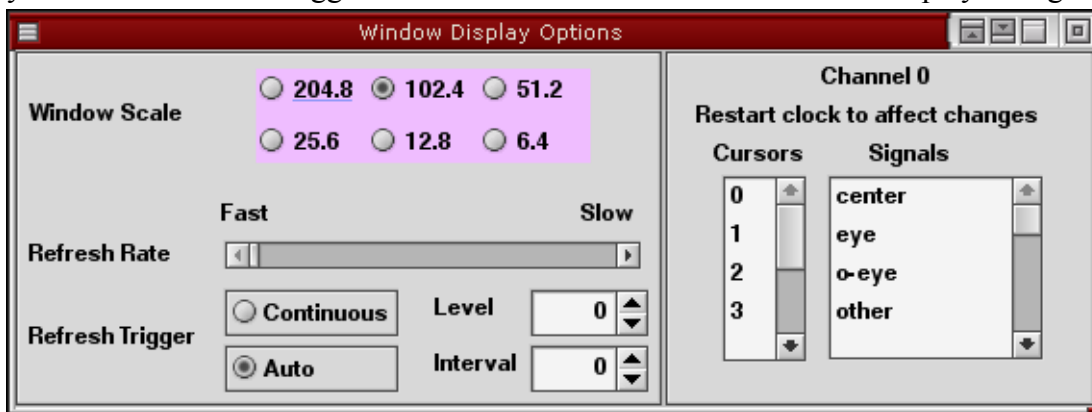 Window Display Options
Window Scale
204.8 102.4 51.2
25.6 12.8 6.4
Fast Slow
Refresh Rate
Refresh Trigger
Continuous Level 0
Auto Interval 0
Channel 0
Restart clock to affect changes
Cursors Signals
0 center
1 eye
2 o-eye
3 other